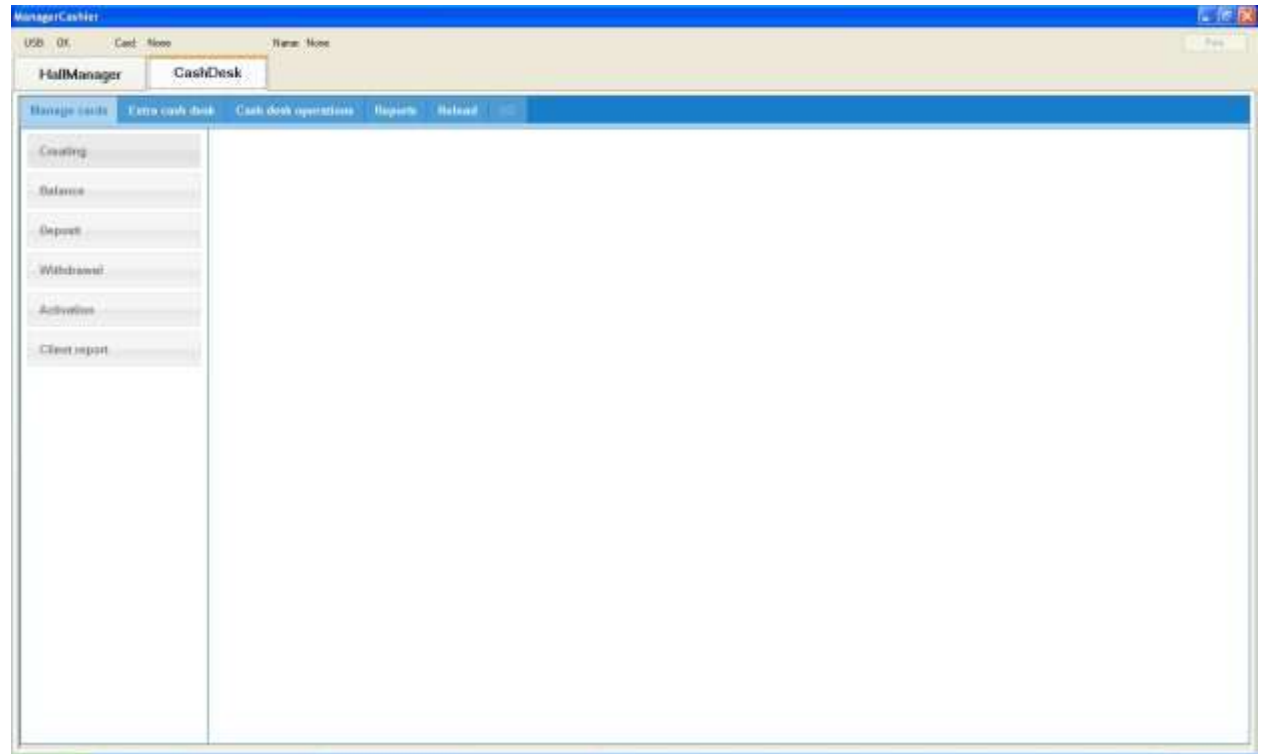 ManagerCashier
USB OK Card: None Name: None
HallManager CashDesk
Manage cards Extra cash desk Cash desk operations Reports Reload
Creating
Balance
Deposit
Withdrawal
Activation
Client report